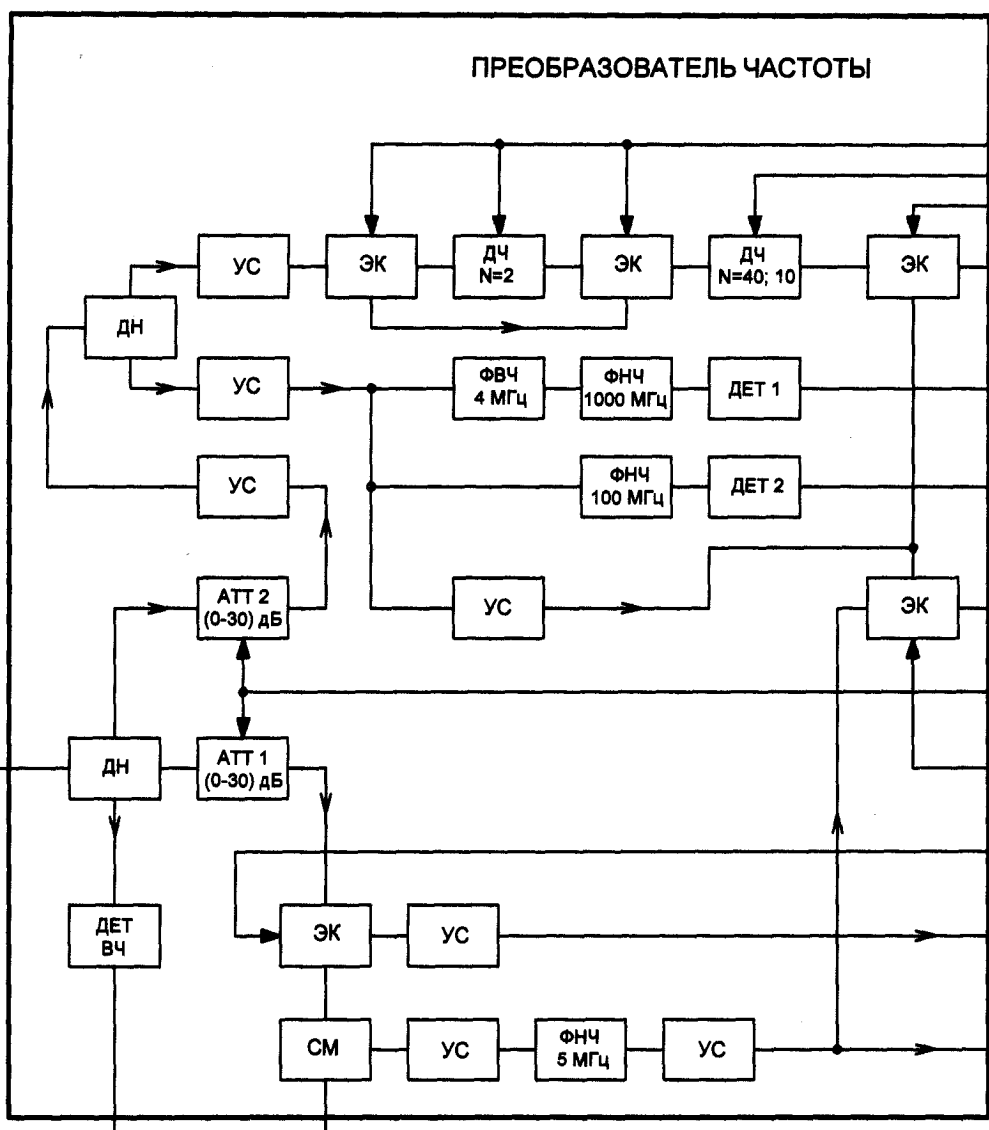 ПРЕОБРАЗОВАТЕЛЬ ЧАСТОТЫ
УС
ЭК
ДЧ
N=2
ЭК
ДЧ
N=40; 10
ЭК
ДН
УС
ФВЧ
4 МГц
ФНЧ
1000 МГц
ДЕТ 1
УС
ФНЧ
100 МГц
ДЕТ 2
АТТ 2
(0-30) дБ
УС
ЭК
ДН
АТТ 1
(0-30) дБ
ДЕТ
ВЧ
ЭК
УС
СМ
УС
ФНЧ
5 МГц
УС